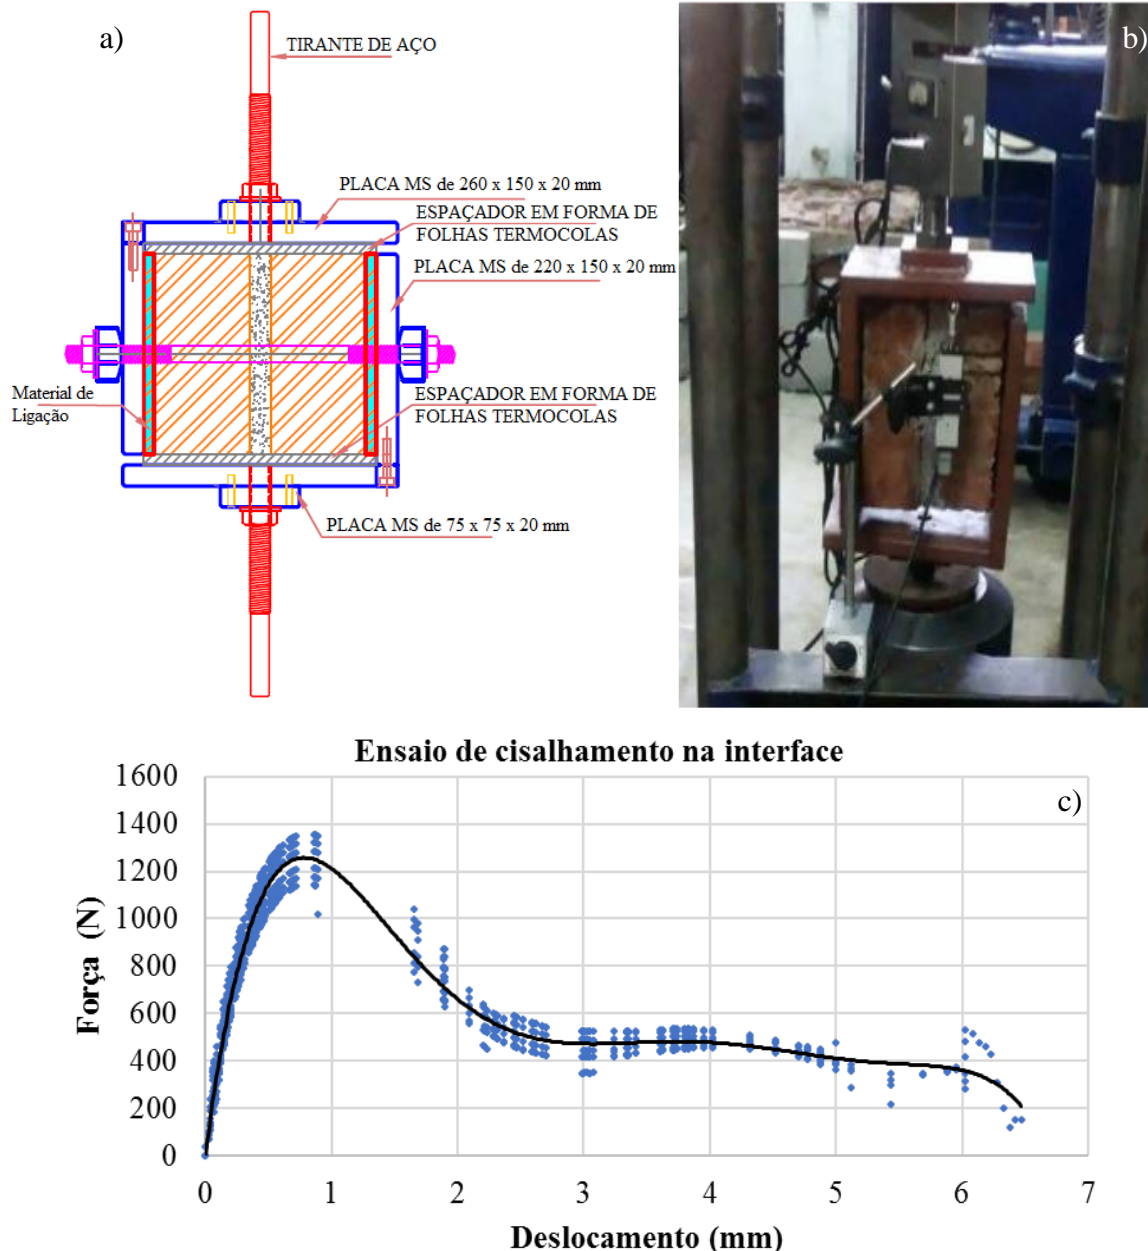 a)
TIRANTE DE AÇO
PLACA MS de 260 x 150 x 20 mm
ESPAÇADOR EM FORMA DE
FOLHAS TERMOCOLAS
PLACA MS de 220 x 150 x 20 mm
Material de
Ligação
ESPAÇADOR EM FORMA DE
FOLHAS TERMOCOLAS
PLACA MS de 75 x 75 x 20 mm
b)
Ensaio de cisalhamento na interface
c)
Força (N)
1600
1400
1200
1000
800
600
400
200
0
0 1 2 3 4 5 6 7
Deslocamento (mm)